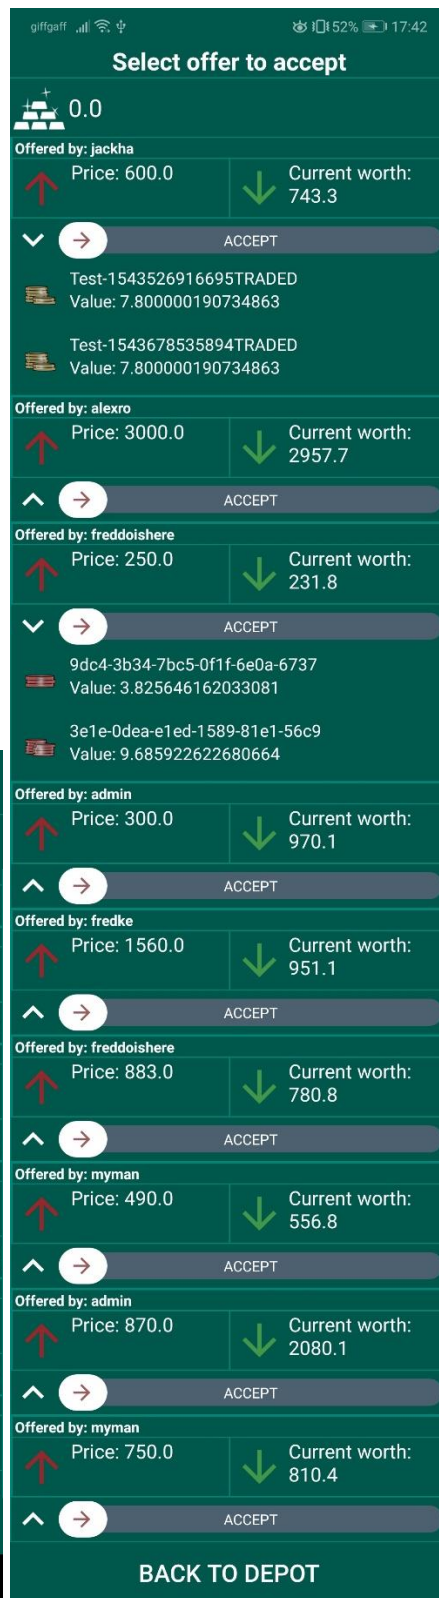 giffgaff 52% 17:42
Select offer to accept
0.0
Offered by: jackha
Price: 600.0 Current worth:
743.3
ACCEPT
Test-1543526916695TRADED
Value: 7.800000190734863
Test-1543678535894TRADED
Value: 7.800000190734863
Offered by: alexro
Price: 3000.0 Current worth:
2957.7
ACCEPT
Offered by: freddoishere
Price: 250.0 Current worth:
231.8
ACCEPT
9dc4-3b34-7bc5-0f1f-6e0a-6737
Value: 3.825646162033081
3e1e-0dea-e1ed-1589-81e1-56c9
Value: 9.685922622680664
Offered by: admin
Price: 300.0 Current worth:
970.1
ACCEPT
Offered by: fredke
Price: 1560.0 Current worth:
951.1
ACCEPT
Offered by: freddoishere
Price: 883.0 Current worth:
780.8
ACCEPT
Offered by: myman
Price: 490.0 Current worth:
556.8
ACCEPT
Offered by: admin
Price: 870.0 Current worth:
2080.1
ACCEPT
Offered by: myman
Price: 750.0 Current worth:
810.4
ACCEPT
BACK TO DEPOT